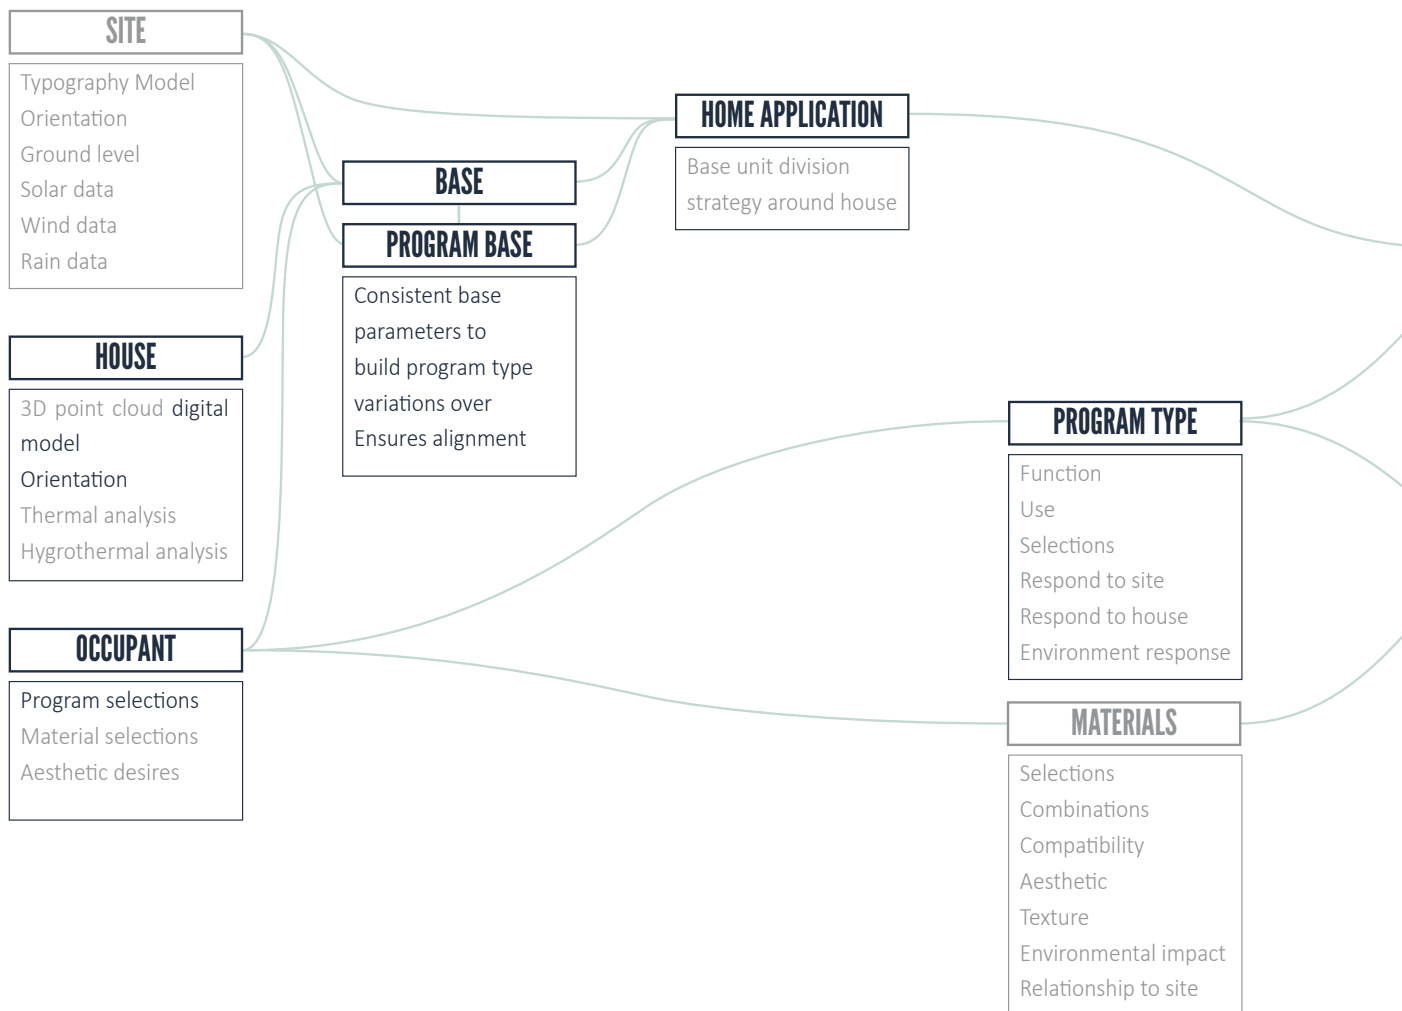 SITE
Typography Model
Orientation
Ground level
Solar data
Wind data
Rain data
HOUSE
3D point cloud digital
model
Orientation
Thermal analysis
Hygrothermal analysis
OCCUPANT
Program selections
Material selections
Aesthetic desires
BASE
PROGRAM BASE
Consistent base
parameters to
build program type
variations over
Ensures alignment
HOME APPLICATION
Base unit division
strategy around house
PROGRAM TYPE
Function
Use
Selections
Respond to site
Respond to house
Environment response
MATERIALS
Selections
Combinations
Compatibility
Aesthetic
Texture
Environmental impact
Relationship to site